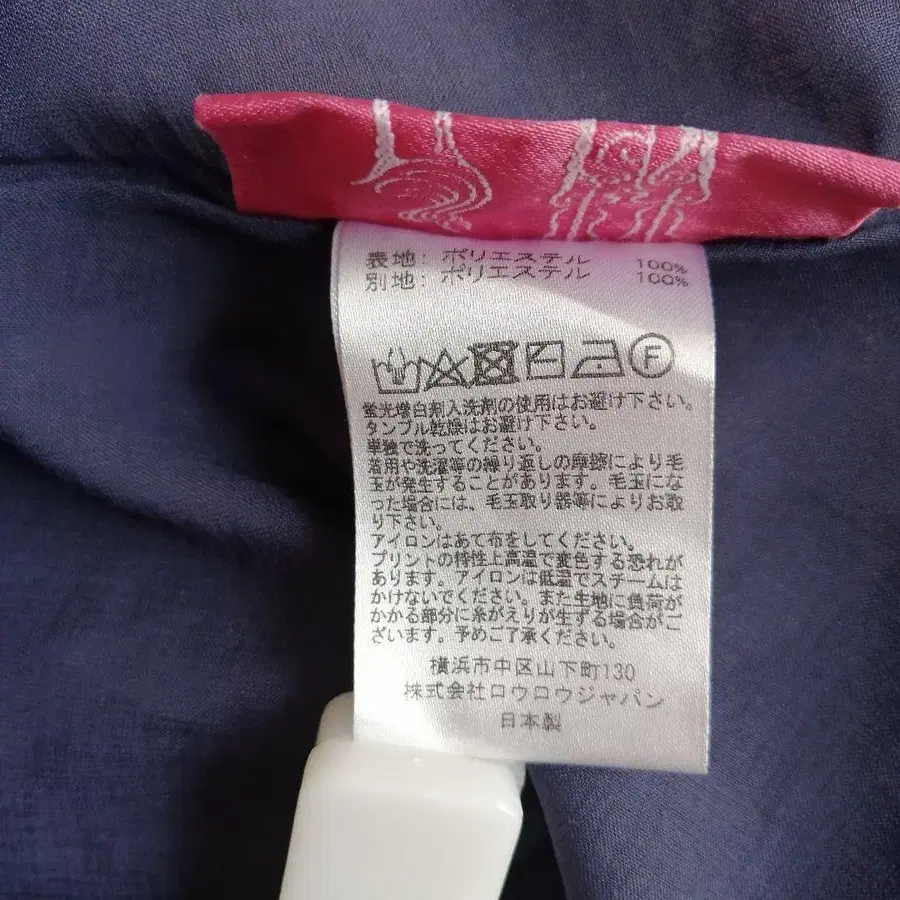 表地: ポリエステル 100%
別地: ポリエステル 100%
F
蛍光増白剤入洗剤の使用はお避け下さい。
タンブル乾燥はお避け下さい。
単独で洗ってください。
着用や洗濯等の繰り返しの摩擦により毛
玉が発生することがあります。毛玉にな
った場合には、毛玉取り器等によりお取
り下さい。
アイロンはあて布をしてください。
プリントの特性上高温で変色する恐れが
あります。アイロンは低温でスチームは
かけないでください。また生地に負荷が
かかる部分に糸がえりが生する場合がご
ざいます。予めご了承ください。
横浜市中区山下町130
株式会社ロウロウジャパン
日本製